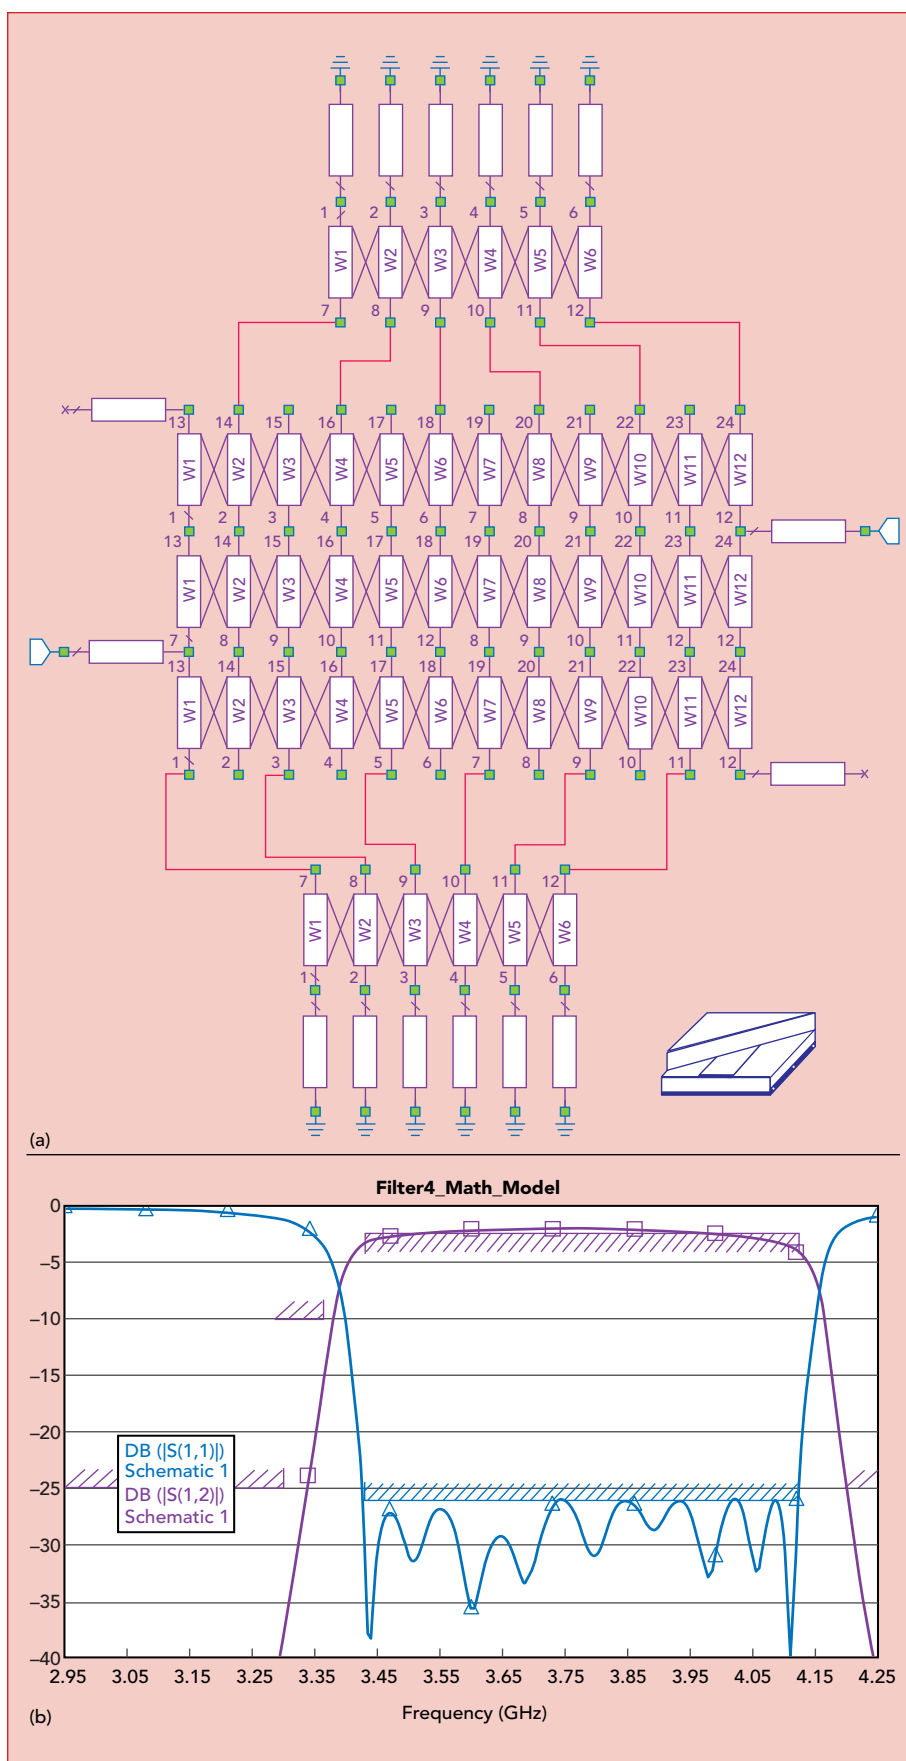 1 2 3 4 5 6
W1 W2 W3 W4 W5 W6
7 8 9 10 11 12
13 14 15 16 17 18 19 20 21 22 23 24
W1 W2 W3 W4 W5 W6 W7 W8 W9 W10 W11 W12
1 2 3 4 5 6 7 8 9 10 11 12
13 14 15 16 17 18 19 20 21 22 23 24
W1 W2 W3 W4 W5 W6 W7 W8 W9 W10 W11 W12
7 8 9 10 11 12 8 9 10 11 12 12
13 14 15 16 17 18 19 20 21 22 23 24
W1 W2 W3 W4 W5 W6 W7 W8 W9 W10 W11 W12
1 2 3 4 5 6 7 8 9 10 11 12
7 8 9 10 11 12
W1 W2 W3 W4 W5 W6
1 2 3 4 5 6
(a)
Filter4_Math_Model
0
–5
–10
–15
–20
–25
–30
–35
–40
DB (|S(1,1)|)
Schematic 1
DB (|S(1,2)|)
Schematic 1
2.95 3.05 3.15 3.25 3.35 3.45 3.55 3.65 3.75 3.85 3.95 4.05 4.15 4.25
Frequency (GHz)
(b)